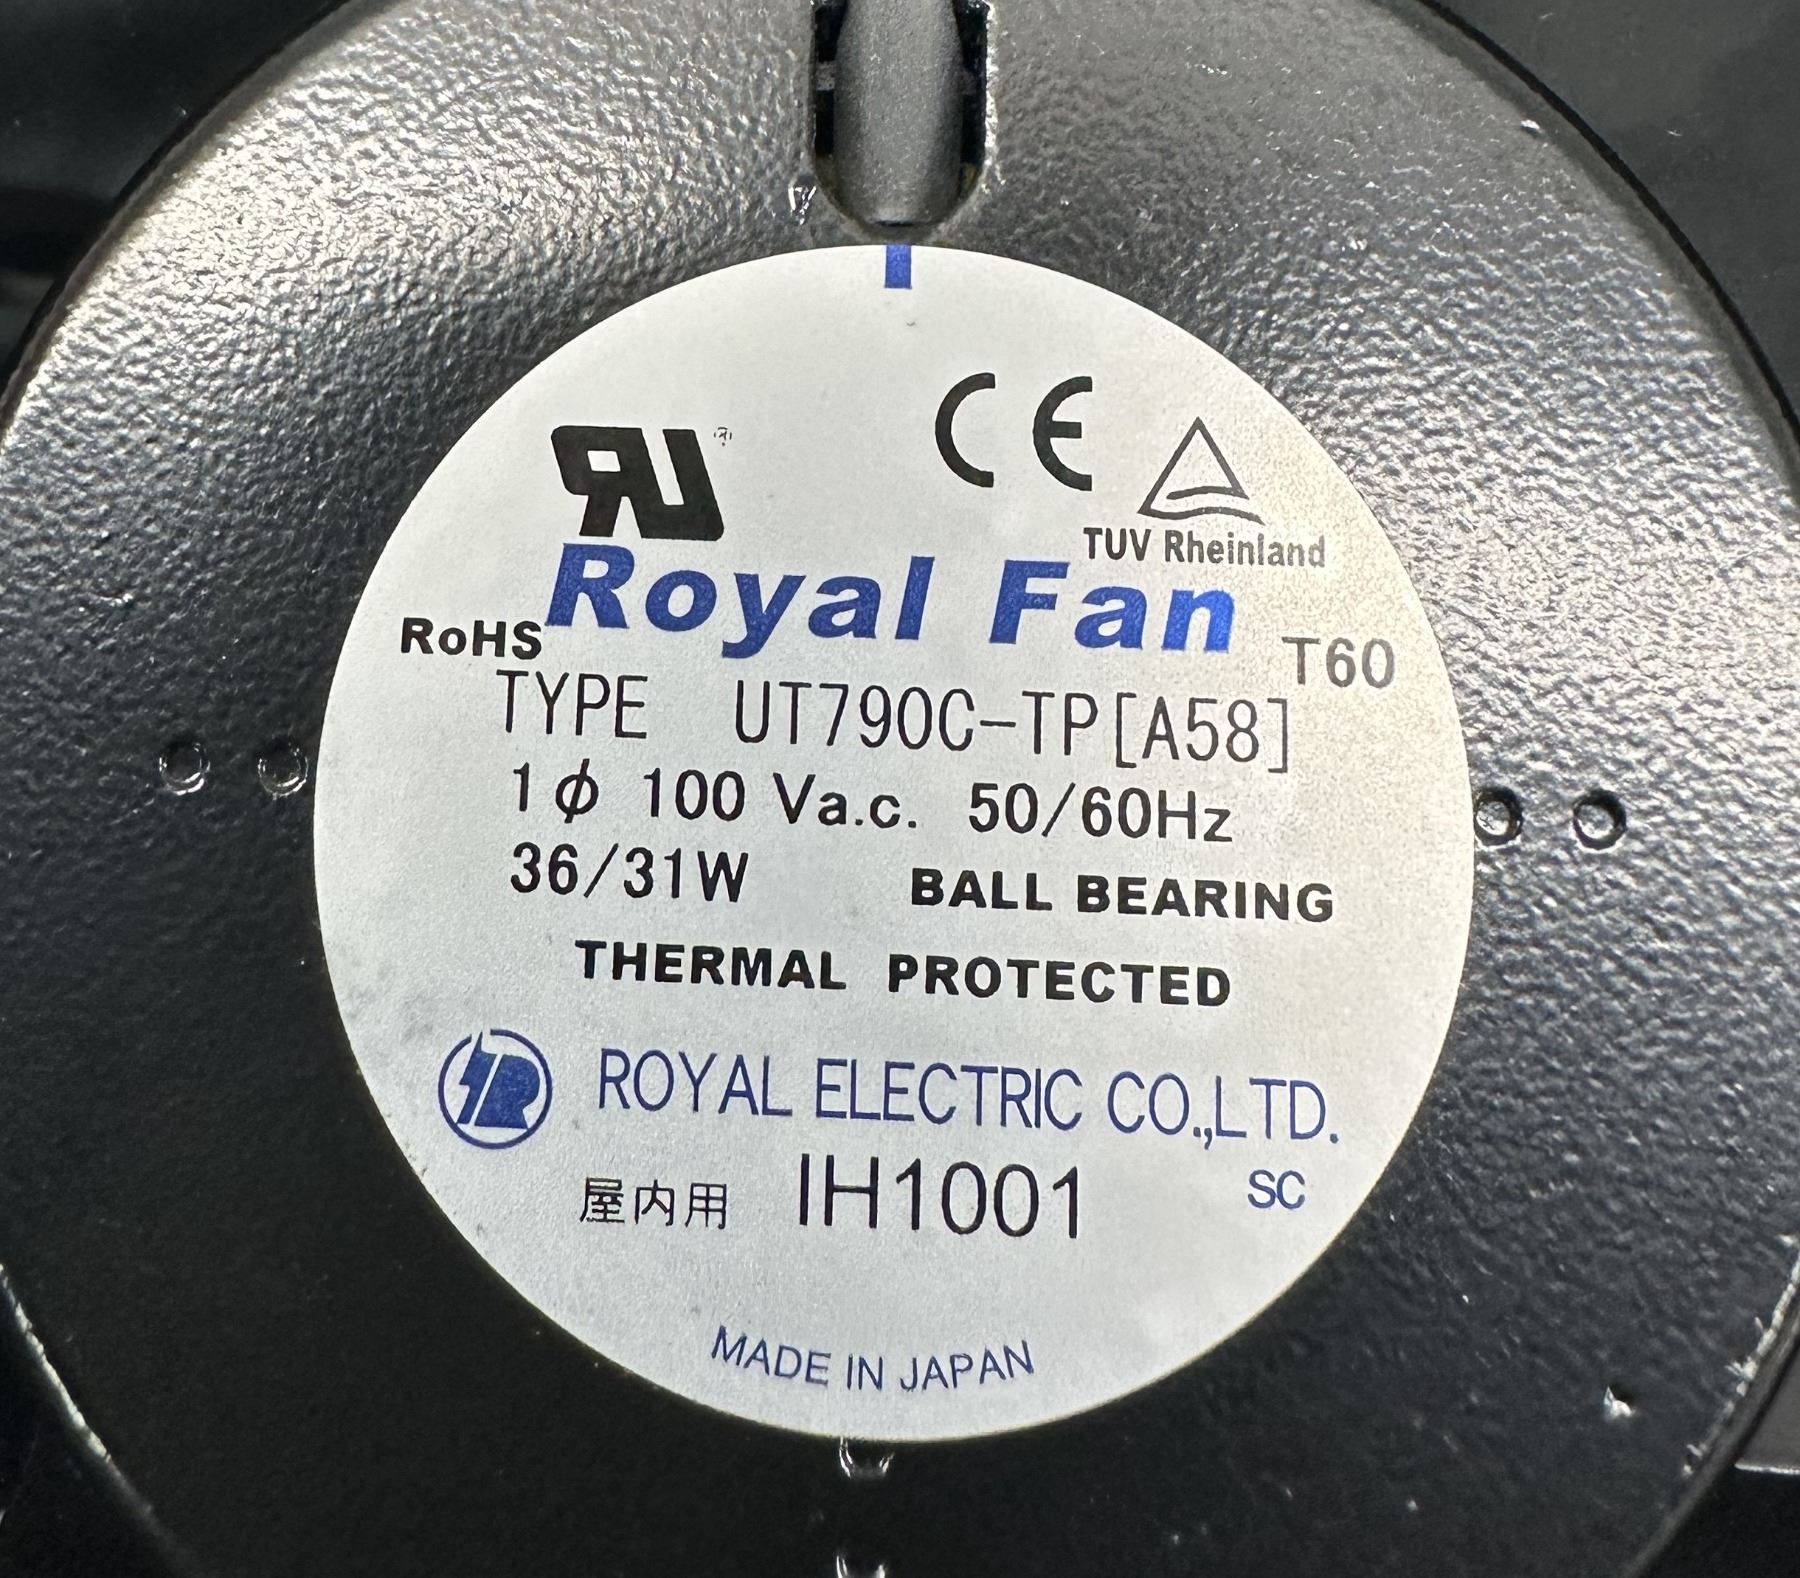 CE
RU®
TUV Rheinland
Royal Fan
RoHS
T60
TYPE UT790C-TP[A58]
1φ 100 Va.c. 50/60Hz
36/31W BALL BEARING
THERMAL PROTECTED
ROYAL ELECTRIC CO.,LTD.
屋内用 IH1001 SC
MADE IN JAPAN